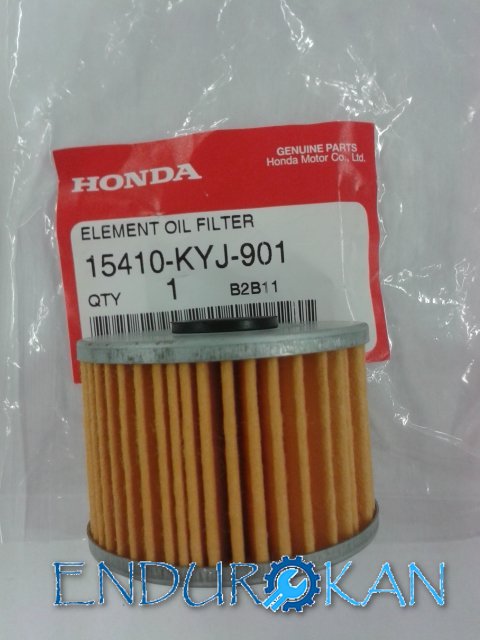 GENUINE PARTS
Honda Motor Co., Ltd.
HONDA
ELEMENT OIL FILTER
15410-KYJ-901
QTY 1 B2B11
ENDUROKAN